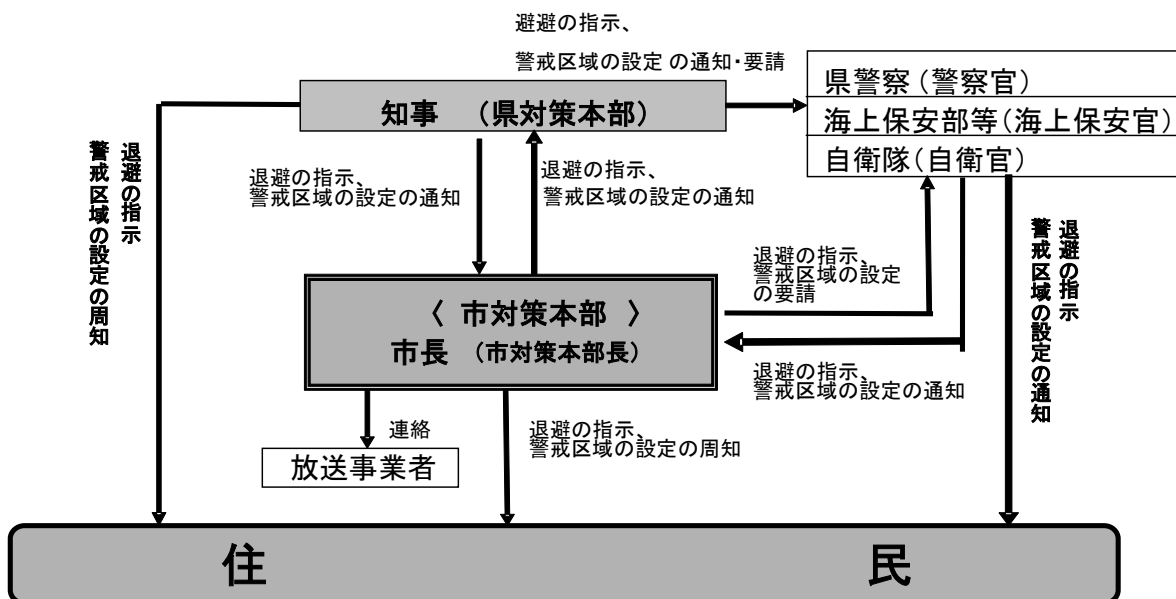 避避の指示、
警戒区域の設定 の通知・要請
知事 (県対策本部)
県警察(警察官)
海上保安部等(海上保安官)
自衛隊(自衛官)
退避の指示
警戒区域の設定の周知
退避の指示、
警戒区域の設定の通知
退避の指示、
警戒区域の設定の通知
退避の指示、
警戒区域の設定
の要請
〈 市対策本部 〉
市長 (市対策本部長)
退避の指示、
警戒区域の設定の通知
退避の指示
警戒区域の設定の通知
連絡
放送事業者
退避の指示、
警戒区域の設定の周知
住 民